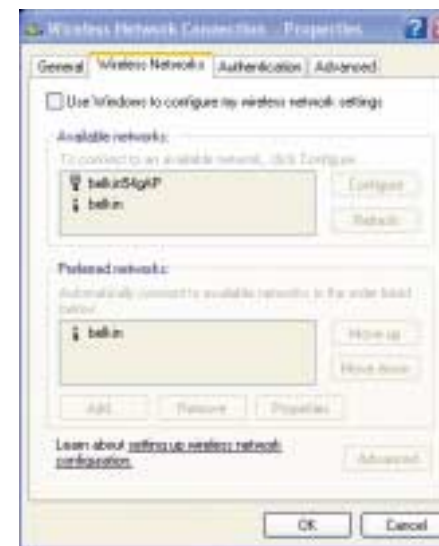 Wireless Network Connection Properties
General Wireless Networks Authentication Advanced
Use Windows to configure my wireless network settings
Available networks:
To connect to an available network, click Configure.
belkin54gAP
belkin
Configure
Refresh
Preferred networks:
Automatically connect to available networks in the order listed
below:
belkin
Move up
Move down
Add... Remove Properties
Learn about setting up wireless network
configuration.
Advanced
OK Cancel